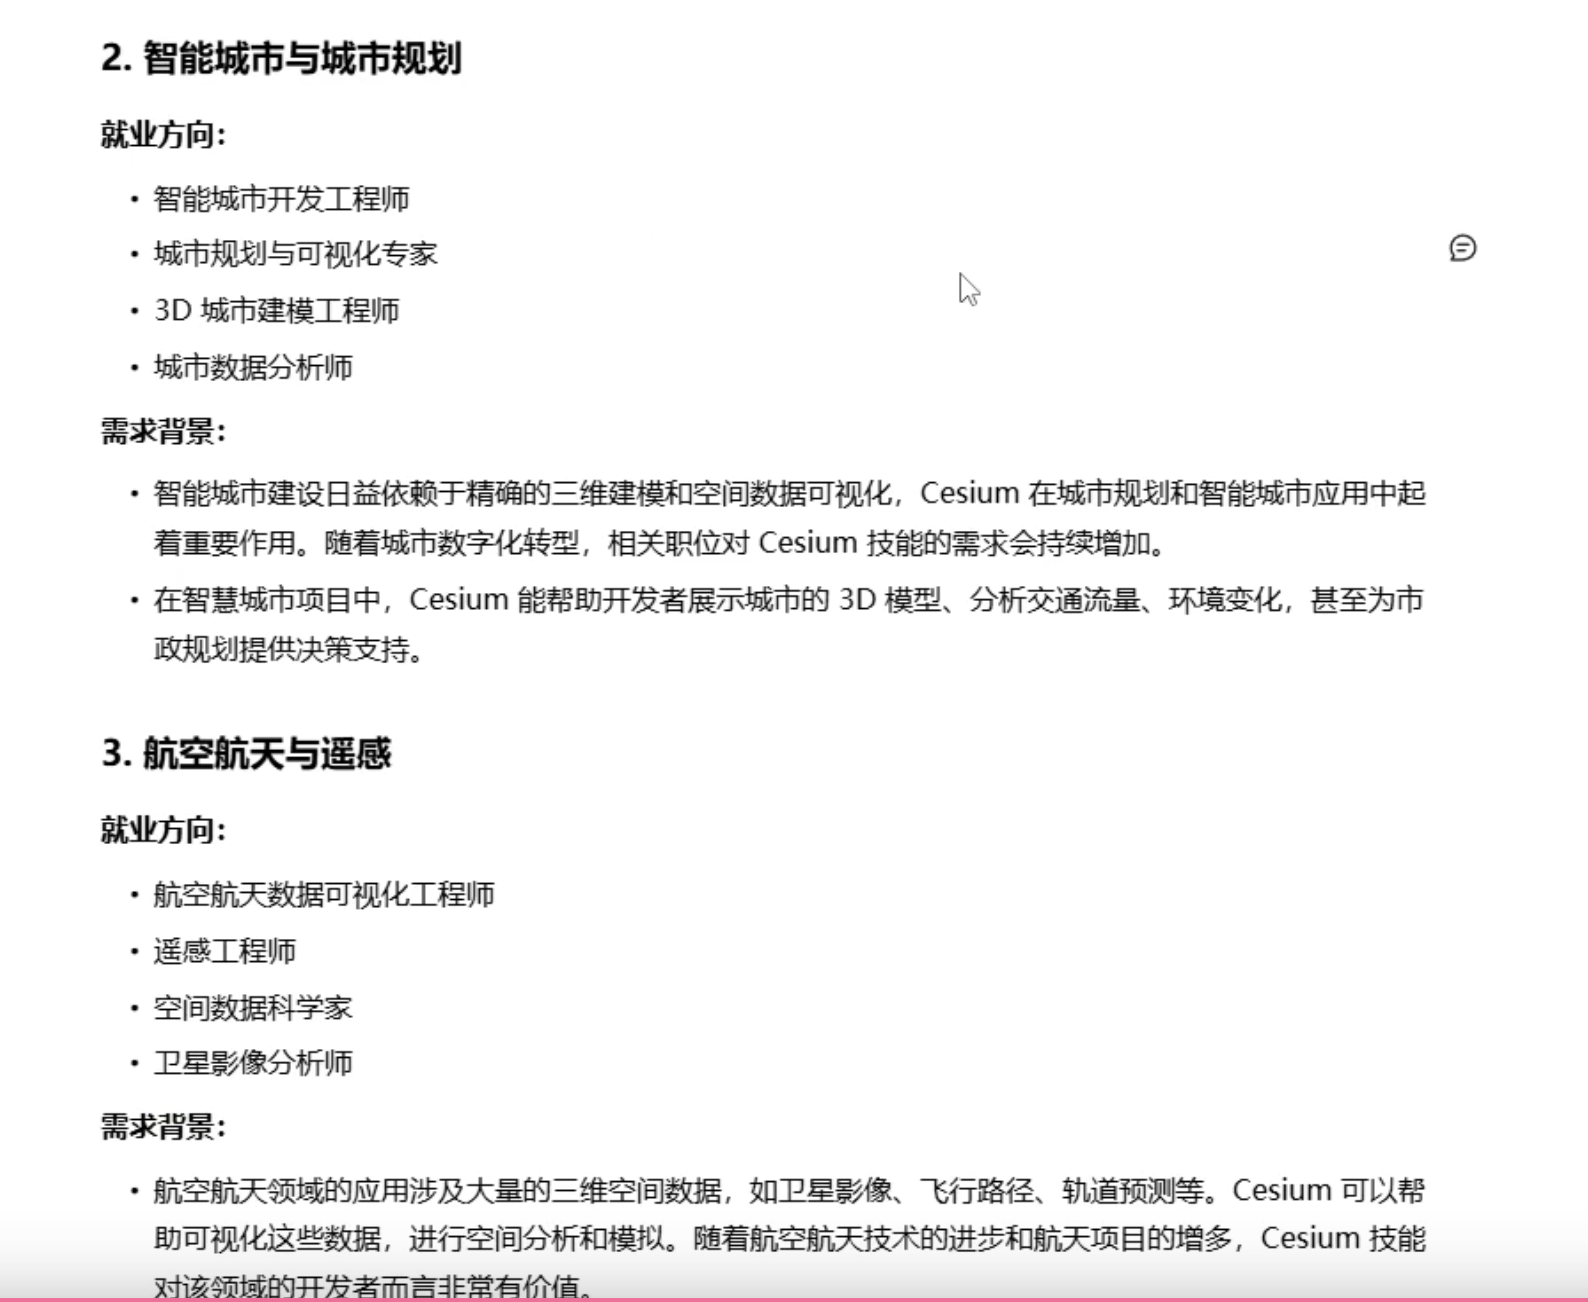 2. 智能城市与城市规划
就业方向：
• 智能城市开发工程师
• 城市规划与可视化专家
• 3D 城市建模工程师
• 城市数据分析师
需求背景：
• 智能城市建设日益依赖于精确的三维建模和空间数据可视化，Cesium 在城市规划和智能城市应用中起
着重要作用。随着城市数字化转型，相关职位对 Cesium 技能的需求会持续增加。
• 在智慧城市项目中，Cesium 能帮助开发者展示城市的 3D 模型、分析交通流量、环境变化，甚至为市
政规划提供决策支持。
3. 航空航天与遥感
就业方向：
• 航空航天数据可视化工程师
• 遥感工程师
• 空间数据科学家
• 卫星影像分析师
需求背景：
• 航空航天领域的应用涉及大量的三维空间数据，如卫星影像、飞行路径、轨道预测等。Cesium 可以帮
助可视化这些数据，进行空间分析和模拟。随着航空航天技术的进步和航天项目的增多，Cesium 技能
对该领域的开发者而言非常有价值。